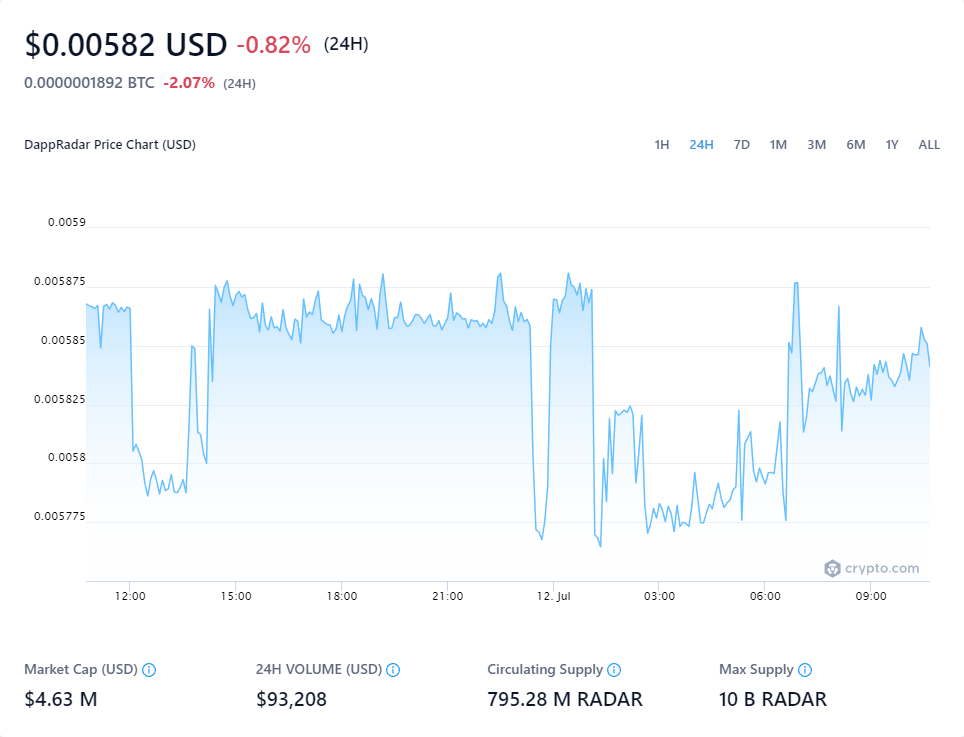 $0.00582 USD -0.82% (24H)
0.0000001892 BTC -2.07% (24H)
DappRadar Price Chart (USD) 1H 24H 7D 1M 3M 6M 1Y ALL
0.0059
0.005875
0.00585
0.005825
0.0058
0.005775
crypto.com
12:00 15:00 18:00 21:00 12. Jul 03:00 06:00 09:00
Market Cap (USD) 24H VOLUME (USD) Circulating Supply Max Supply
$4.63 M $93,208 795.28 M RADAR 10 B RADAR